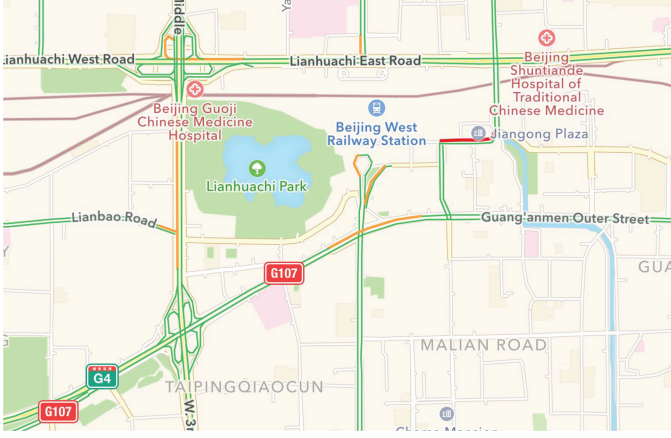 Middle
Lianhuachi West Road
Lianhuachi East Road
Beijing
Shuntiande
Hospital of
Traditional
Chinese Medicine
Beijing Guoji
Chinese Medicine
Hospital
Beijing West
Railway Station
Jiangong Plaza
Lianhuachi Park
Lianbao Road
Guang'anmen Outer Street
G107
GUA
MALIAN ROAD
G4
TAIPINGQIAOCUN
G107
W. 3r